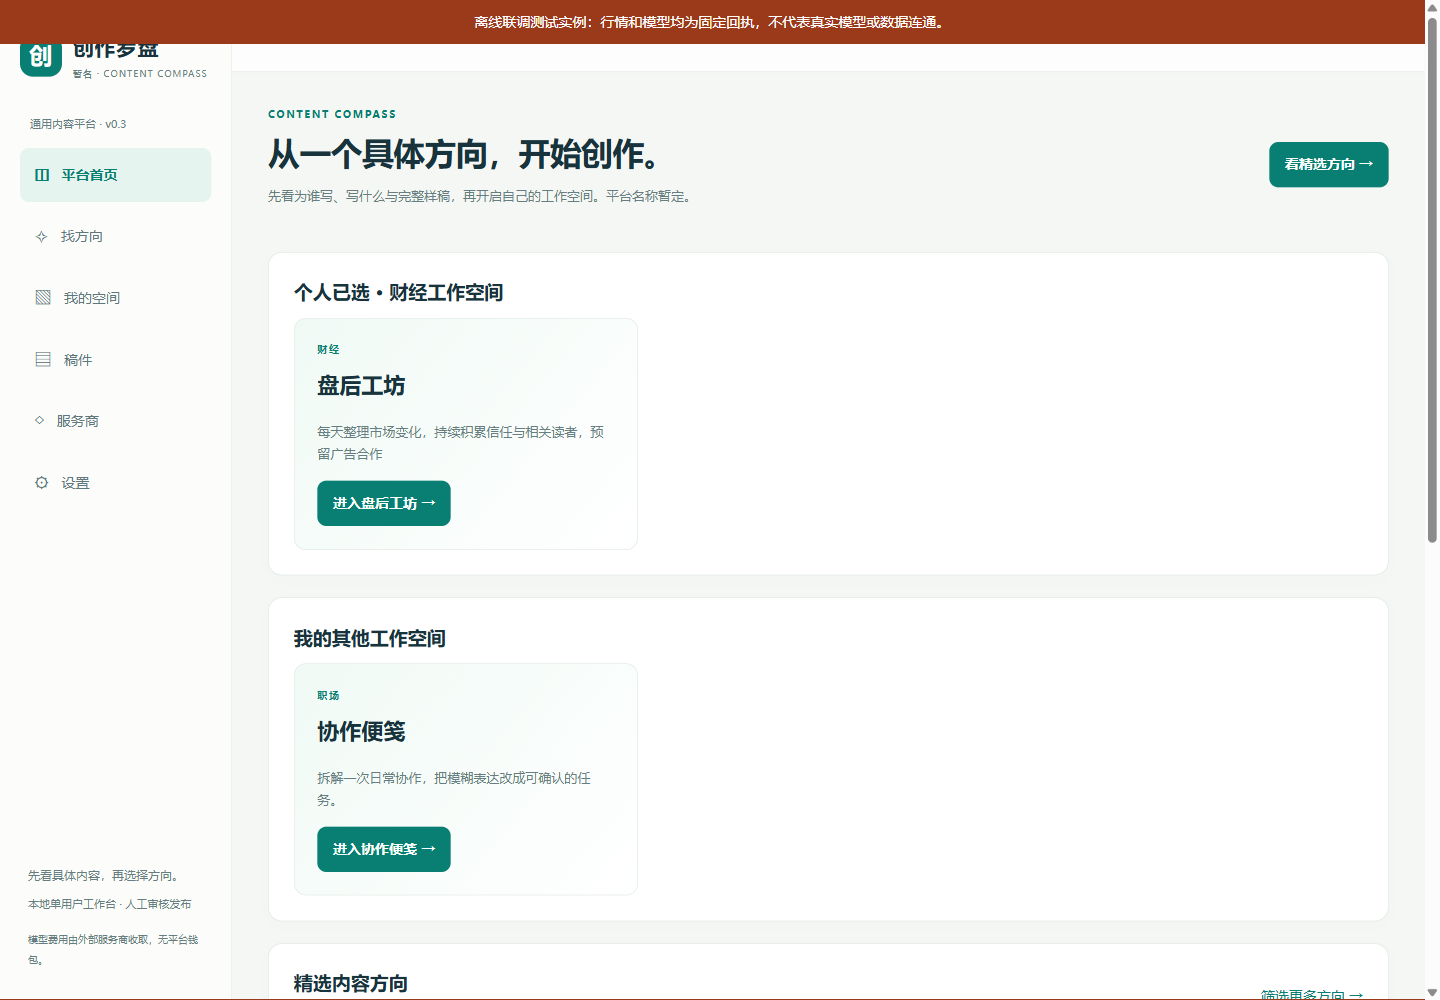 离线联调测试实例：行情和模型均为固定回执，不代表真实模型或数据连通。
创
创作罗盘
暂名 · CONTENT COMPASS
通用内容平台 · v0.3
平台首页
找方向
我的空间
稿件
服务商
设置
先看具体内容，再选择方向。
本地单用户工作台 · 人工审核发布
模型费用由外部服务商收取，无平台钱
包。
CONTENT COMPASS
从一个具体方向，开始创作。
先看为谁写、写什么与完整样稿，再开启自己的工作空间。平台名称暂定。
看精选方向 →
个人已选 · 财经工作空间
财经
盘后工坊
每天整理市场变化，持续积累信任与相关读者，预
留广告合作
进入盘后工坊 →
我的其他工作空间
职场
协作便笺
拆解一次日常协作，把模糊表达改成可确认的任
务。
进入协作便笺 →
精选内容方向
筛选更多方向 →